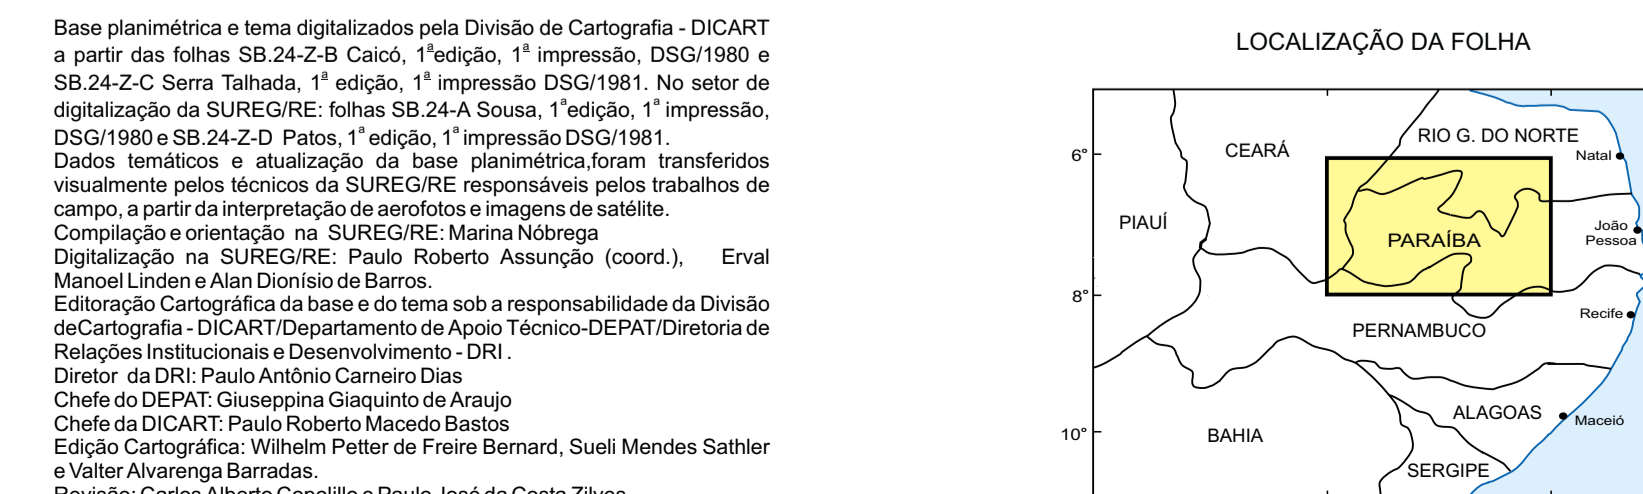 Base planimétrica e tema digitalizados pela Divisão de Cartografia - DICART
a partir das folhas SB.24-Z-B Caicó, 1ªedição, 1ª impressão, DSG/1980 e
SB.24-Z-C Serra Talhada, 1ª edição, 1ª impressão DSG/1981. No setor de
digitalização da SUREG/RE: folhas SB.24-A Sousa, 1ªedição, 1ª impressão,
DSG/1980 e SB.24-Z-D Patos, 1ª edição, 1ª impressão DSG/1981.
Dados temáticos e atualização da base planimétrica,foram transferidos
visualmente pelos técnicos da SUREG/RE responsáveis pelos trabalhos de
campo, a partir da interpretação de aerofotos e imagens de satélite.
Compilação e orientação na SUREG/RE: Marina Nóbrega
Digitalização na SUREG/RE: Paulo Roberto Assunção (coord.), Erval
Manoel Linden e Alan Dionísio de Barros.
Editoração Cartográfica da base e do tema sob a responsabilidade da Divisão
deCartografia - DICART/Departamento de Apoio Técnico-DEPAT/Diretoria de
Relações Institucionais e Desenvolvimento - DRI .
Diretor da DRI: Paulo Antônio Carneiro Dias
Chefe do DEPAT: Giuseppina Giaquinto de Araujo
Chefe da DICART: Paulo Roberto Macedo Bastos
Edição Cartográfica: Wilhelm Petter de Freire Bernard, Sueli Mendes Sathler
e Valter Alvarenga Barradas.
Revisão: Carlos Alberto Copolillo e Paulo José da Costa Zilves
LOCALIZAÇÃO DA FOLHA
RIO G. DO NORTE
CEARÁ
6°
Natal
PIAUÍ
João
Pessoa
PARAÍBA
8°
Recife
PERNAMBUCO
ALAGOAS
Maceió
10°
BAHIA
SERGIPE